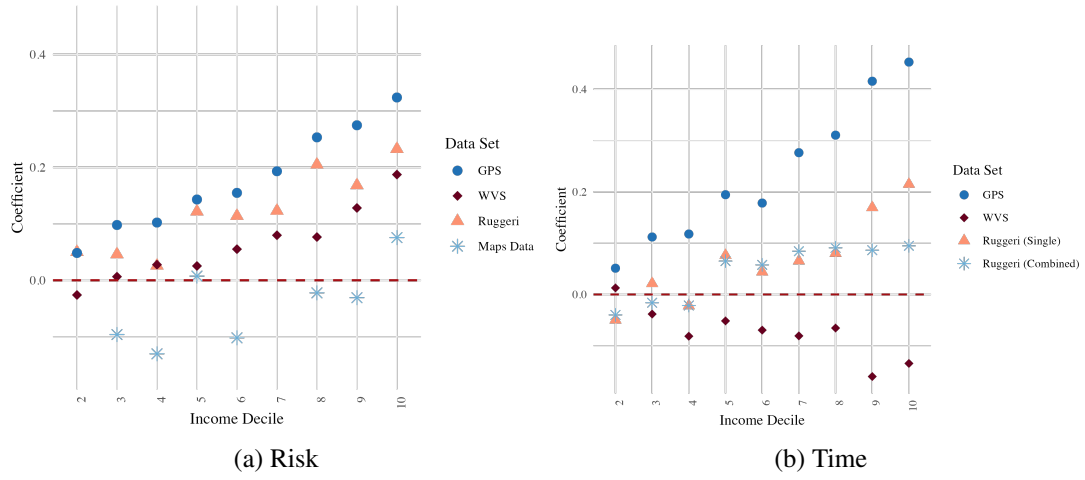 0.4
0.2
0.0
Coefficient
2
3
4
5
6
7
8
9
10
Income Decile
Data Set
GPS
WVS
Ruggeri
Maps Data
(a) Risk
0.4
0.2
0.0
Coefficient
2
3
4
5
6
7
8
9
10
Income Decile
Data Set
GPS
WVS
Ruggeri (Single)
Ruggeri (Combined)
(b) Time